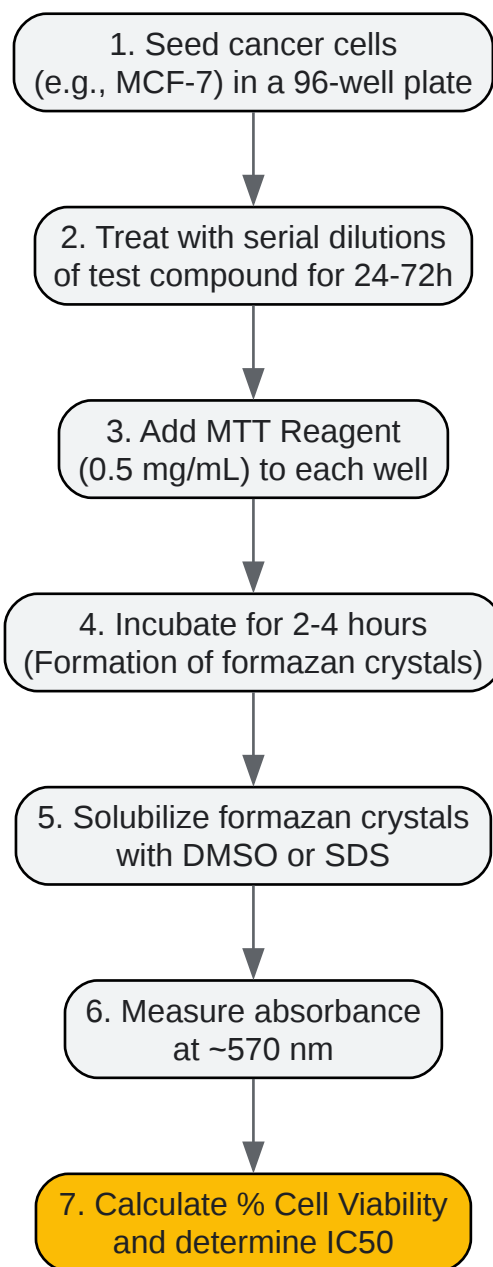 1. Seed cancer cells
(e.g., MCF-7) in a 96-well plate
2. Treat with serial dilutions
of test compound for 24-72h
3. Add MTT Reagent
(0.5 mg/mL) to each well
4. Incubate for 2-4 hours
(Formation of formazan crystals)
5. Solubilize formazan crystals
with DMSO or SDS
6. Measure absorbance
at ~570 nm
7. Calculate % Cell Viability
and determine IC50